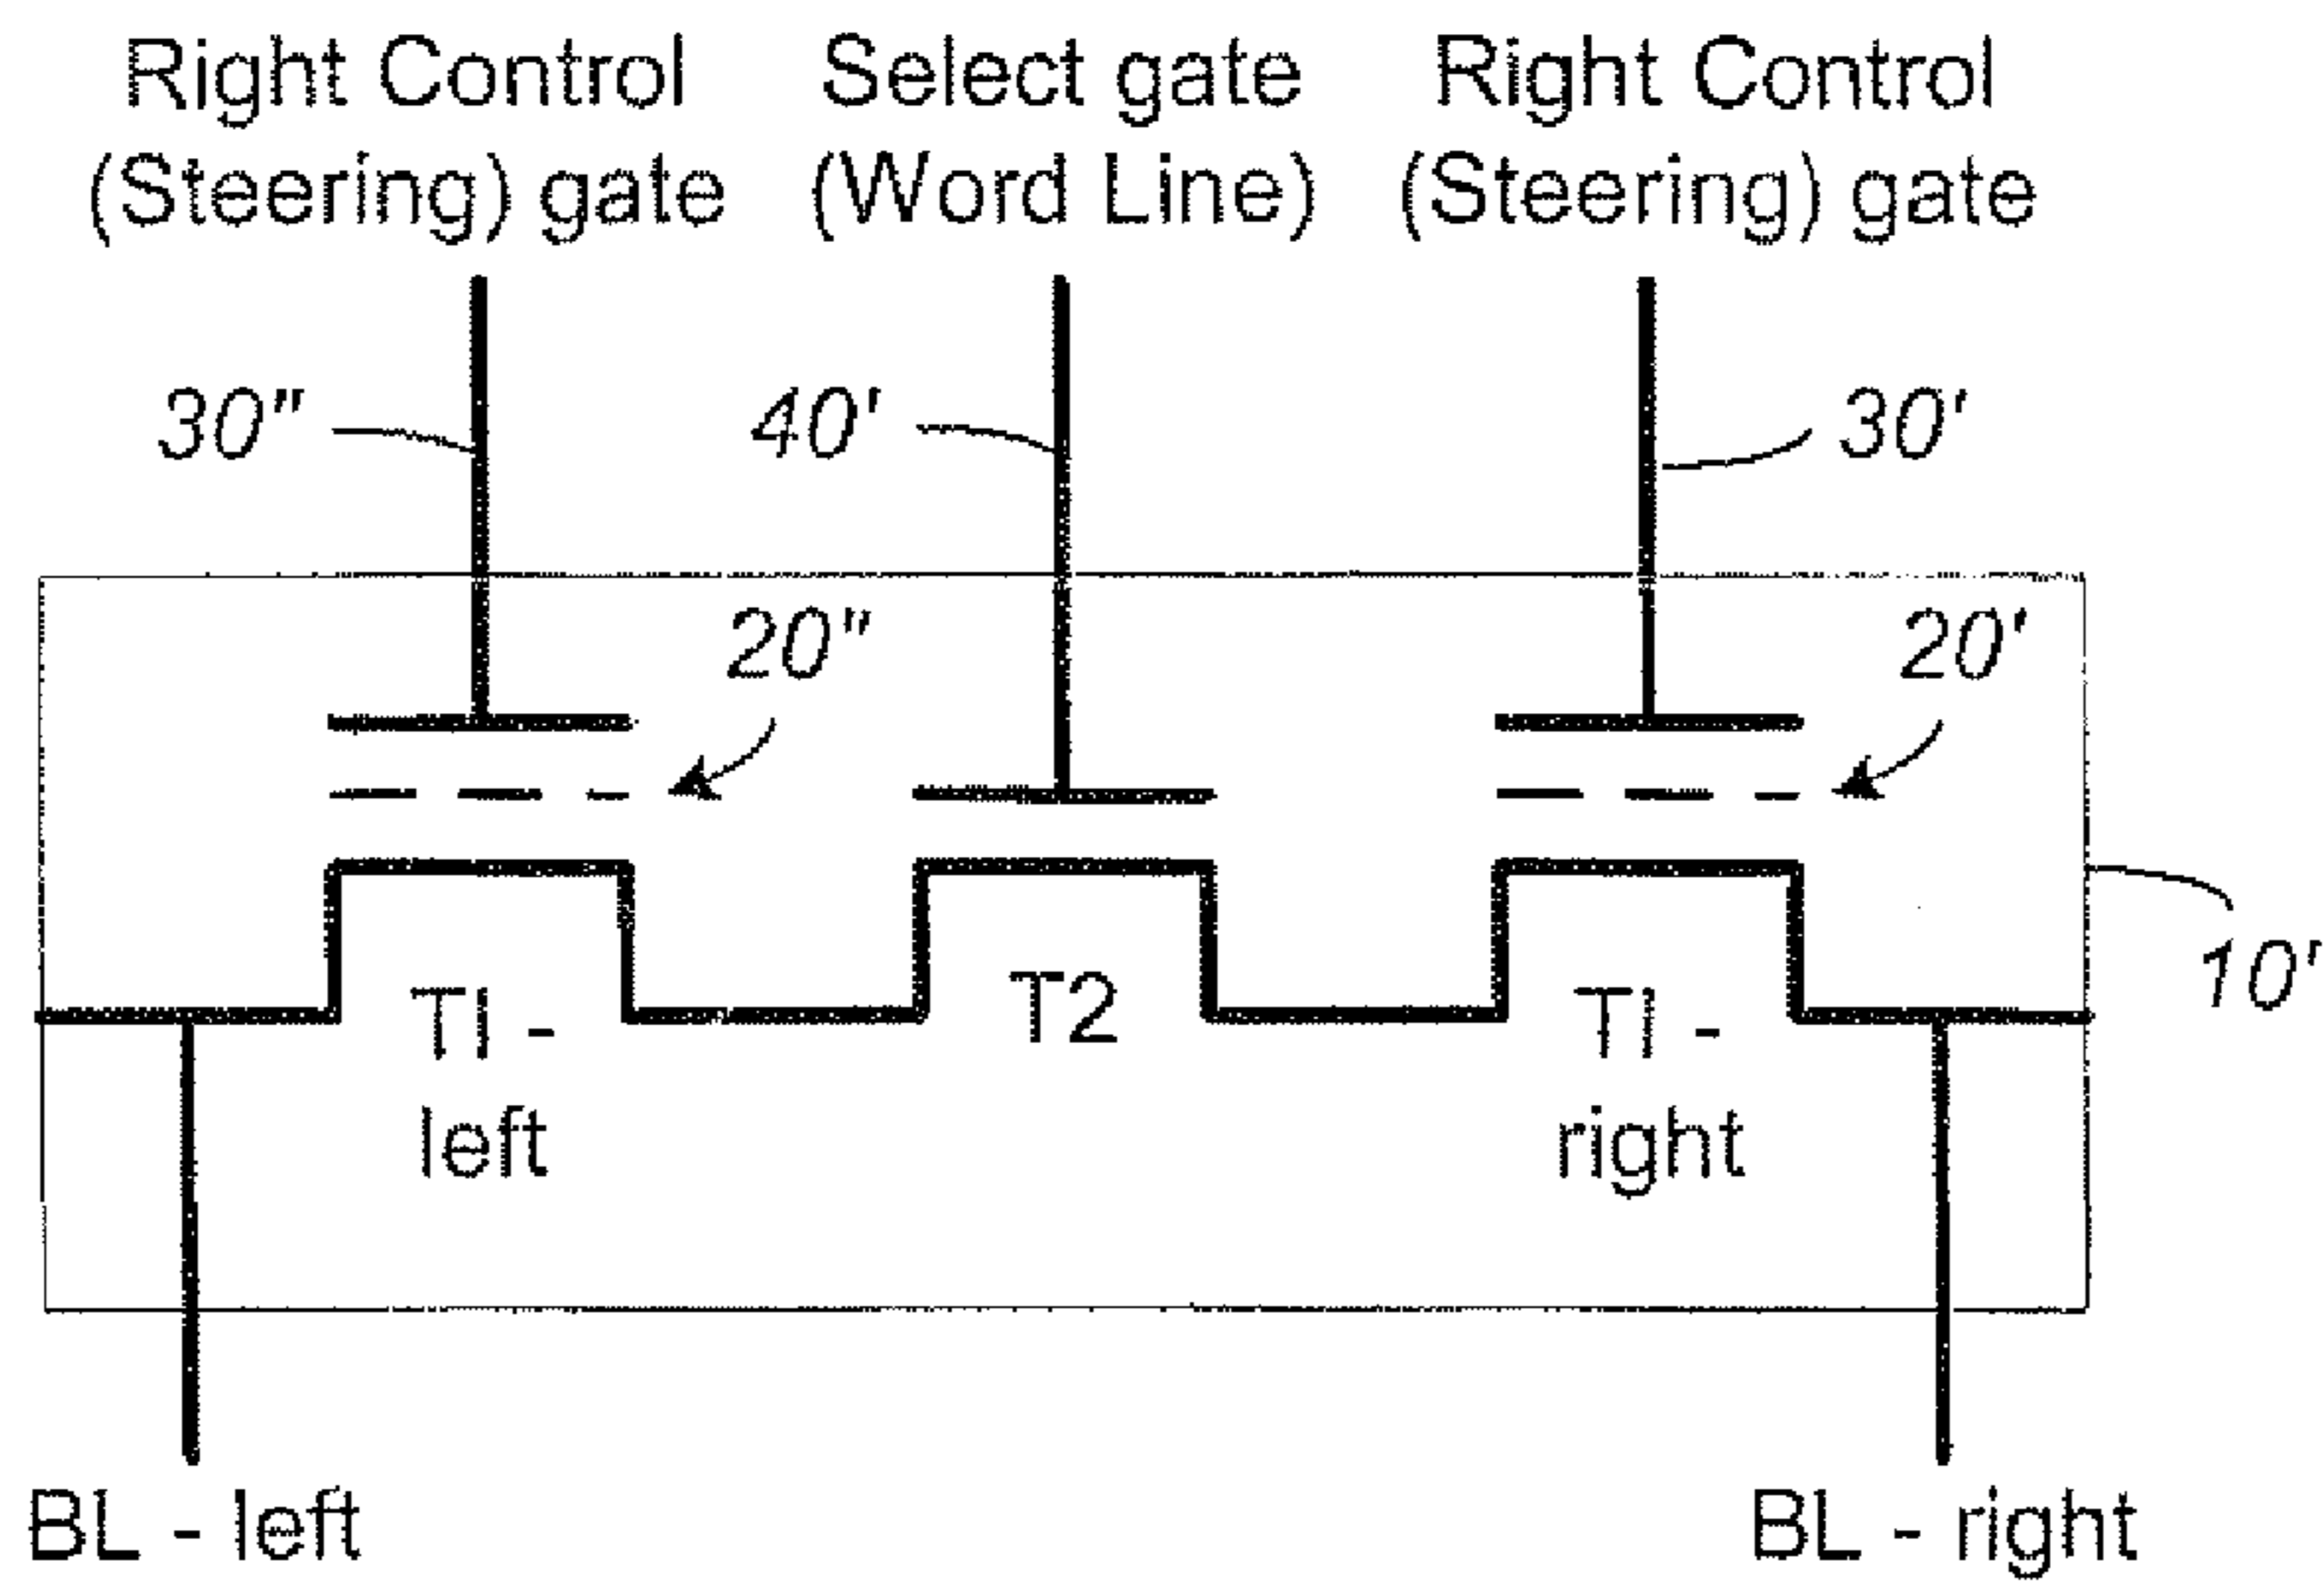 Right Control
(Steering) gate
Select gate
(Word Line)
Right Control
(Steering) gate
30"
40'
30'
20"
20'
10'
TI -
left
T2
TI -
right
BL - left
BL - right